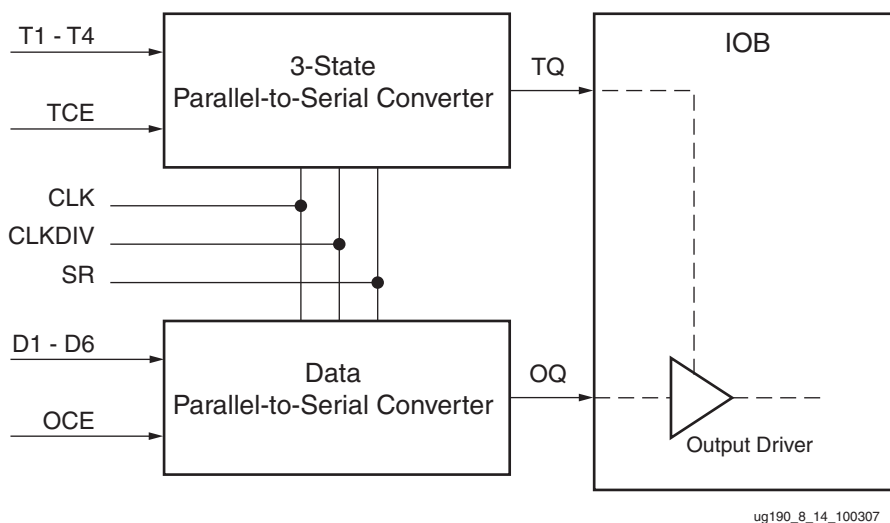 T1 - T4
TCE
3-State
Parallel-to-Serial Converter
TQ
IOB
CLK
CLKDIV
SR
D1 - D6
OCE
Data
Parallel-to-Serial Converter
OQ
Output Driver
ug190_8_14_100307